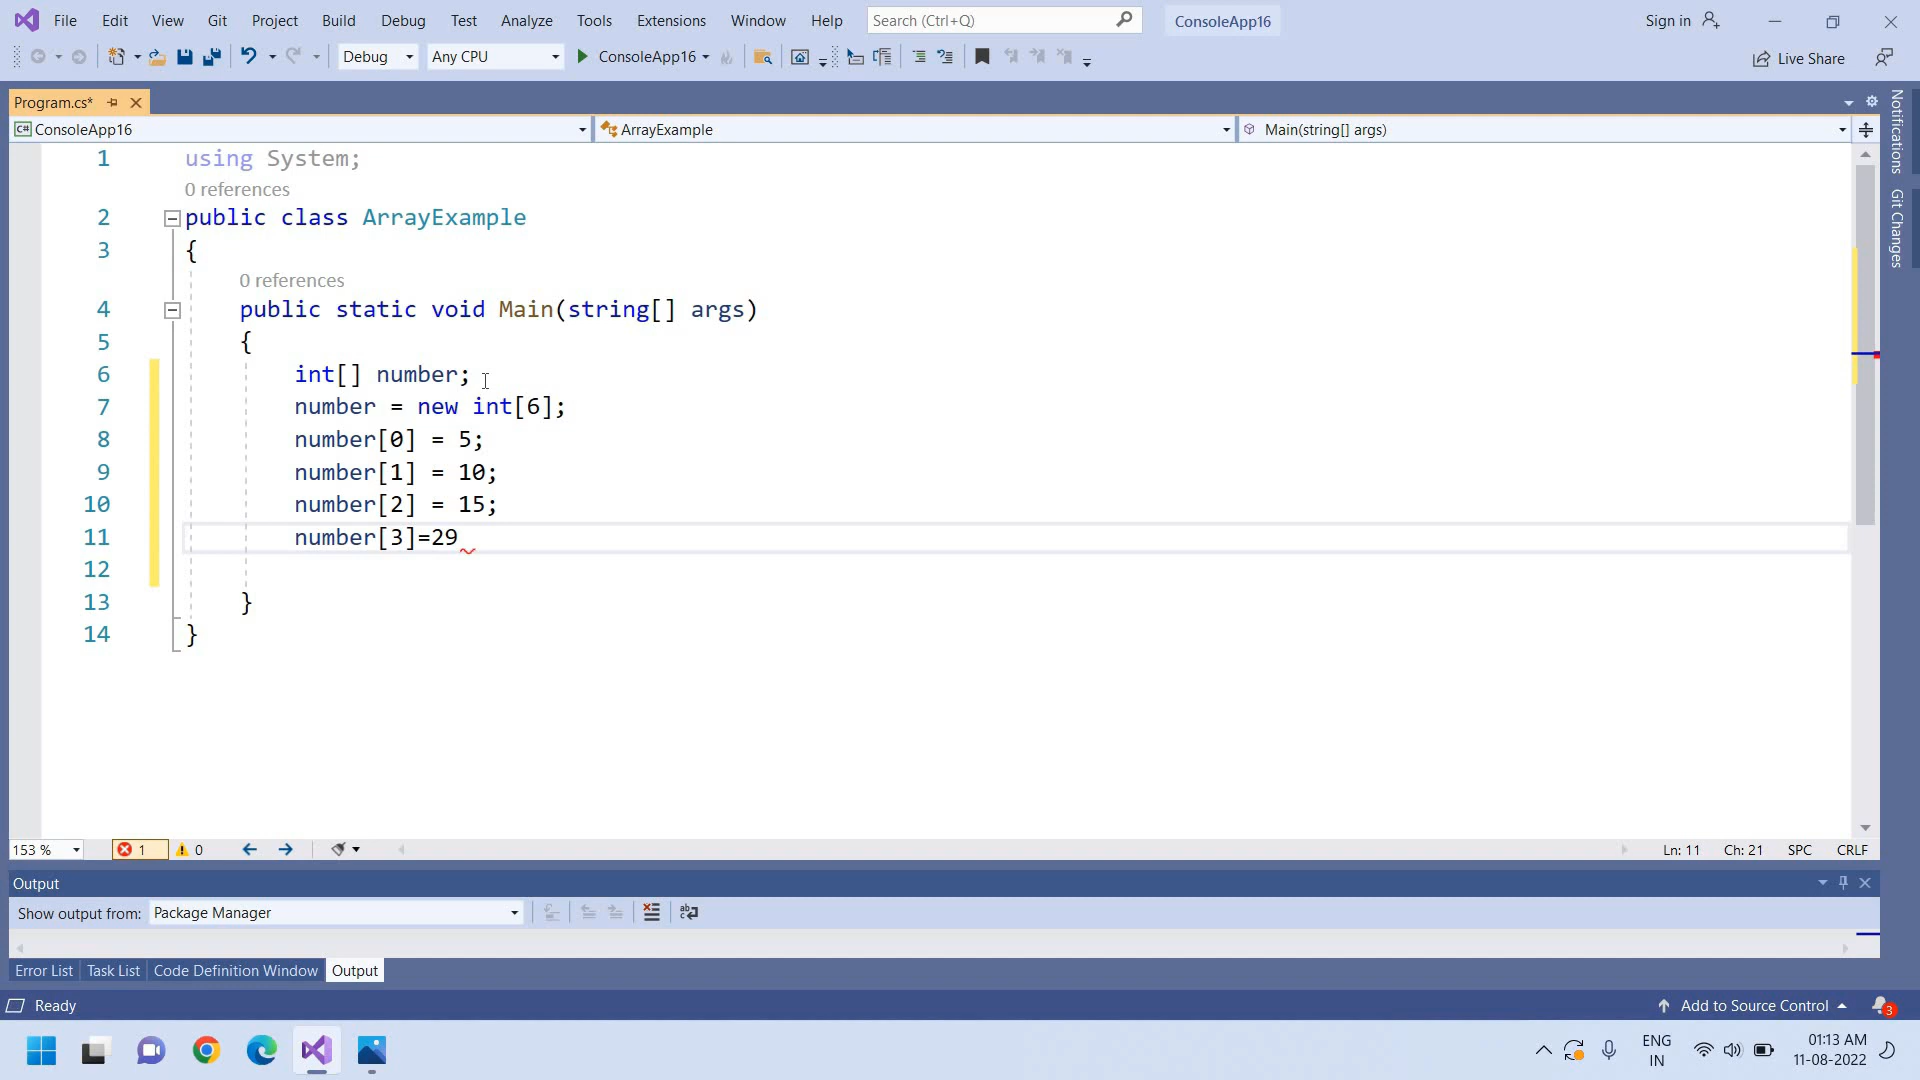 File Edit View Git Project Build Debug Test Analyze Tools Extensions Window Help Search (Ctrl+Q) ConsoleApp16 Sign in
Debug Any CPU ConsoleApp16 Live Share
Program.cs*
ConsoleApp16 ArrayExample Main(string[] args)
Notifications
Git Changes
1 using System;
0 references
2 public class ArrayExample
3 {
0 references
4 public static void Main(string[] args)
5 {
6 int[] number;
7 number = new int[6];
8 number[0] = 5;
9 number[1] = 10;
10 number[2] = 15;
11 number[3]=29
12
13 }
14 }
153 % 1 0 Ln: 11 Ch: 21 SPC CRLF
Output
Show output from: Package Manager
Error List Task List Code Definition Window Output
Ready Add to Source Control 3
ENG 01:13 AM
IN 11-08-2022